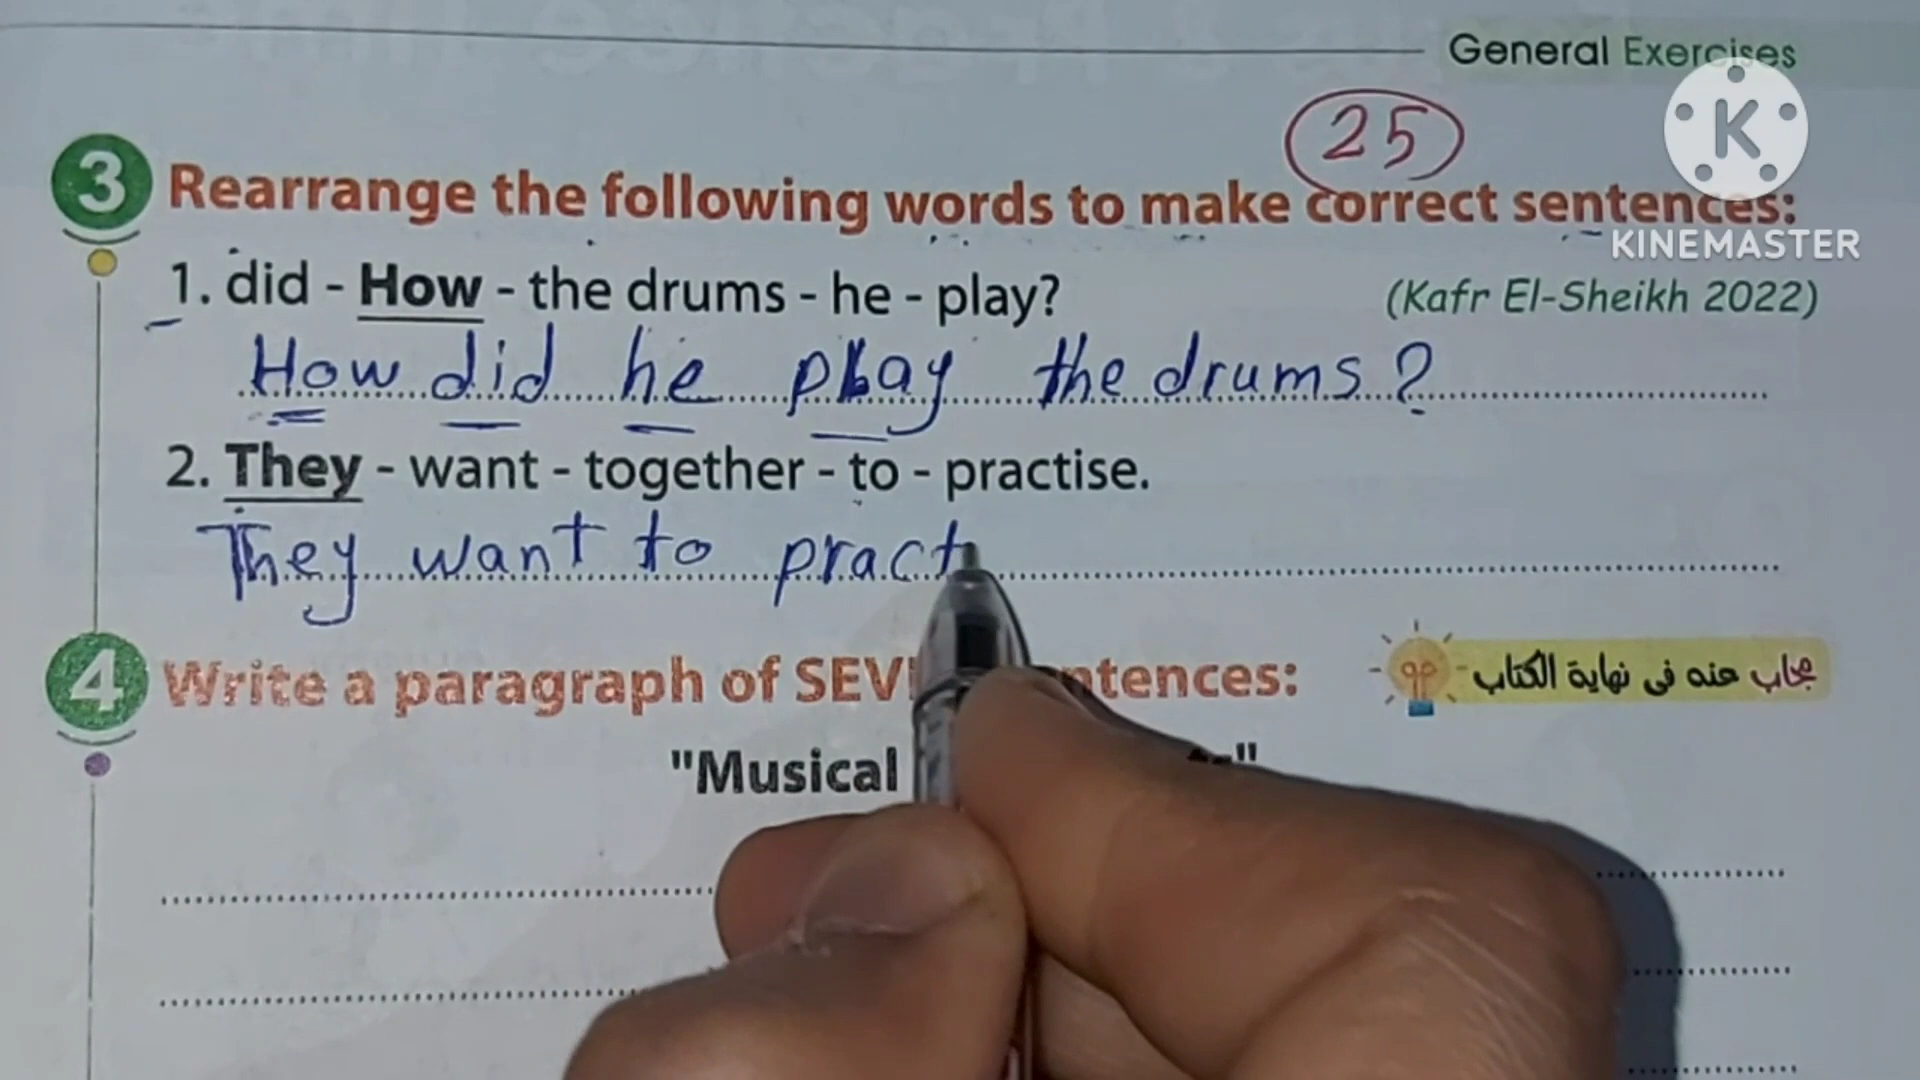 General Exercises
25
3 Rearrange the following words to make correct sentences:
KINEMASTER
1. did - How - the drums - he - play?
(Kafr El-Sheikh 2022)
How did he play the drums?
2. They - want - together - to - practise.
They want to pract
4 Write a paragraph of SEV ntences:
يجاب عنه فى نهاية الكتاب
"Musical "